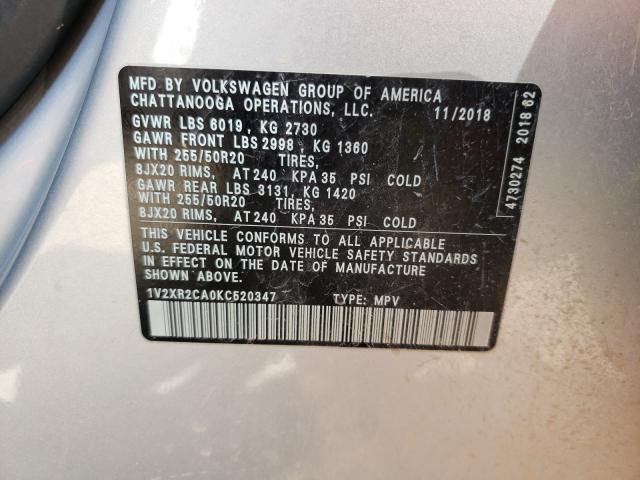 MFD BY VOLKSWAGEN GROUP OF AMERICA
CHATTANOOGA OPERATIONS, LLC. 11/2018
GVWR LBS 6019, KG 2730
GAWR FRONT LBS 2998, KG 1360
WITH 255/50R20 TIRES,
8JX20 RIMS, AT 240 KPA 35 PSI COLD
GAWR REAR LBS 3131, KG 1420
WITH 255/50R20 TIRES,
8JX20 RIMS, AT 240 KPA 35 PSI COLD
THIS VEHICLE CONFORMS TO ALL APPLICABLE
U.S. FEDERAL MOTOR VEHICLE SAFETY STANDARDS
IN EFFECT ON THE DATE OF MANUFACTURE
SHOWN ABOVE.
1V2XR2CA0KC520347 TYPE: MPV
4730274 2018 62